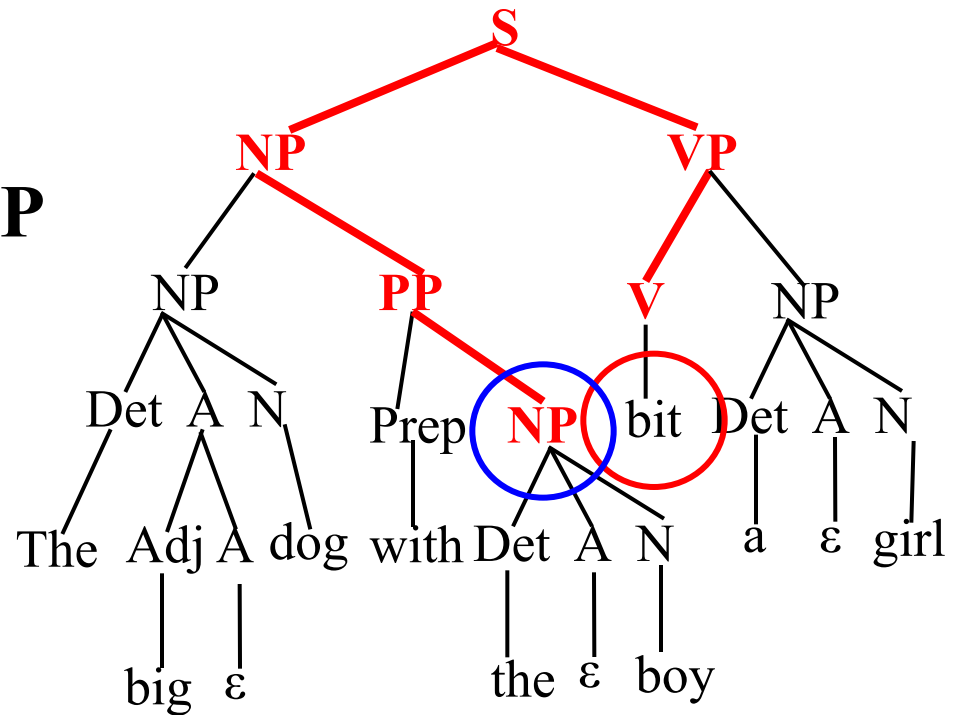 S
NP VP
P
NP PP V NP
Det A N Prep NP bit Det A N
The Adj A dog with Det A N a ε girl
big ε the ε boy